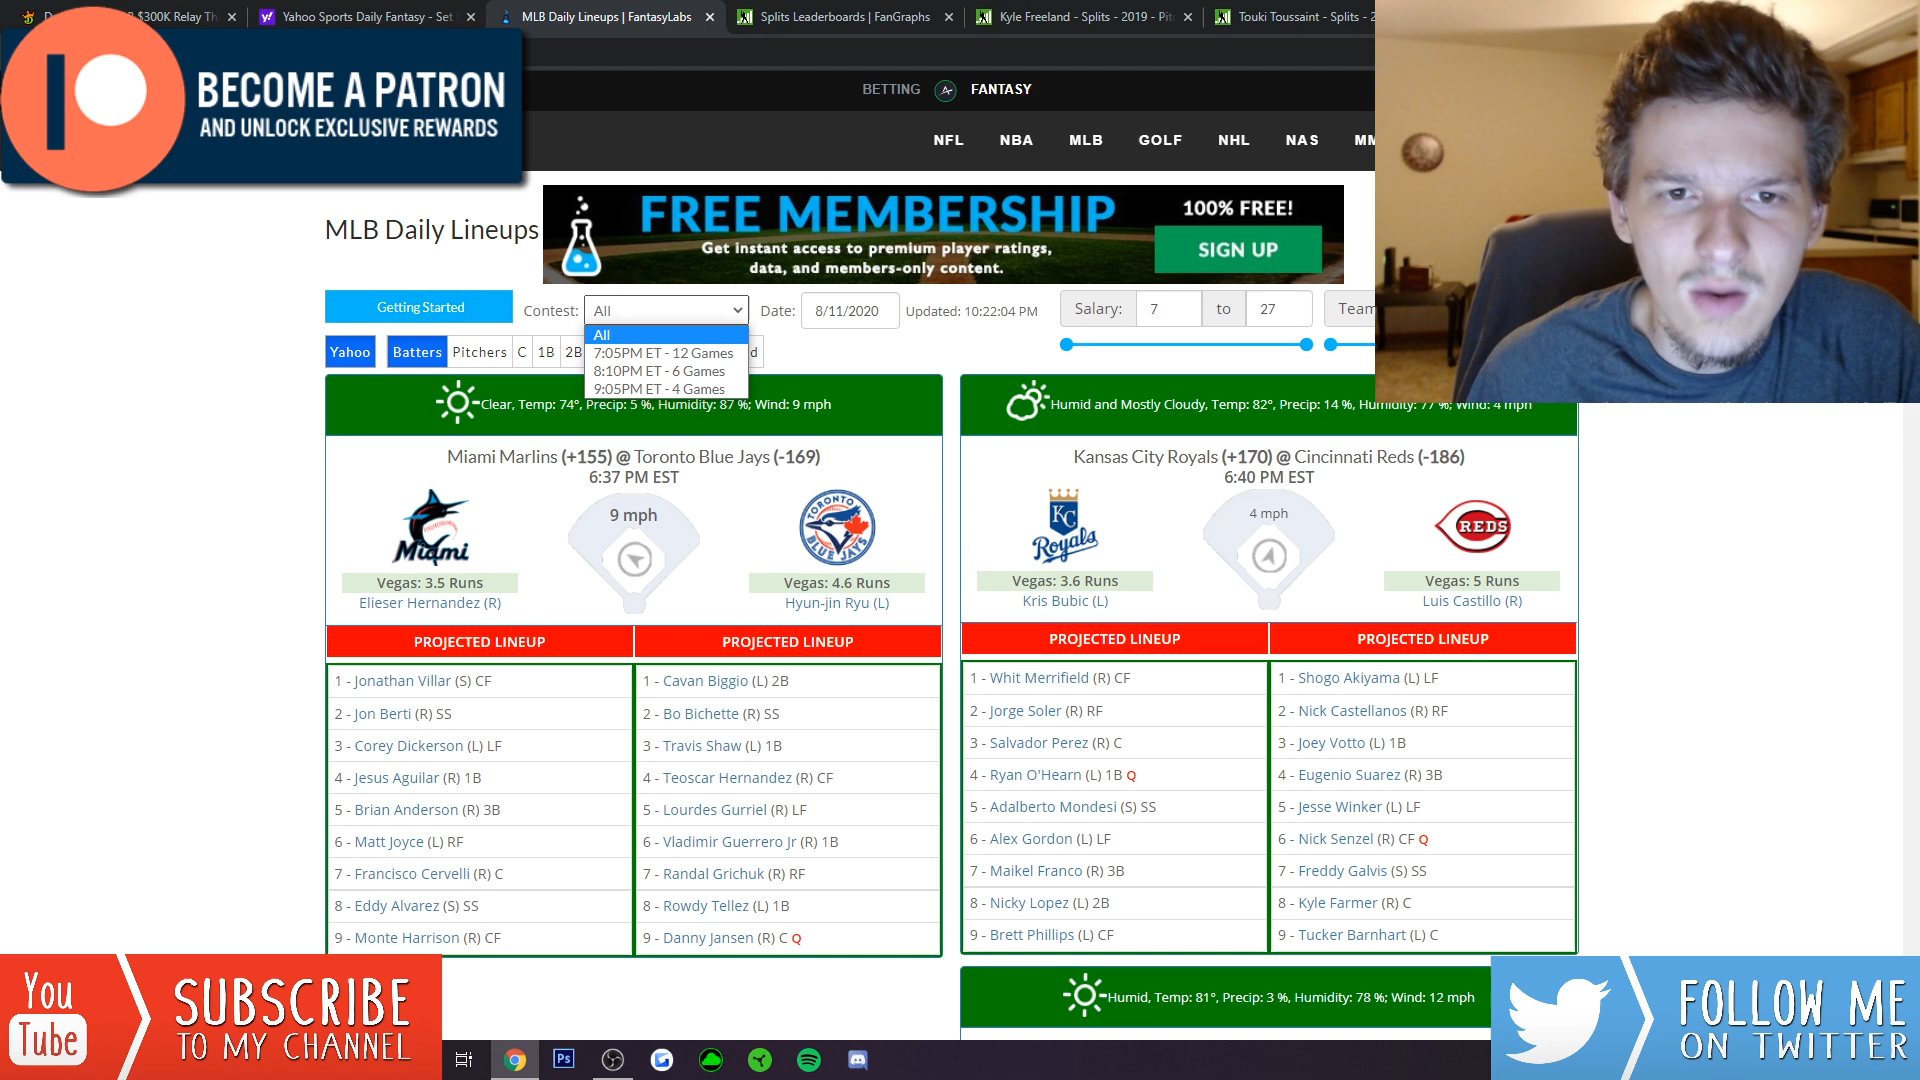 $300K Relay Th
Yahoo Sports Daily Fantasy - Set
MLB Daily Lineups | FantasyLabs
Splits Leaderboards | FanGraphs
Kyle Freeland - Splits - 2019 - Pit
Touki Toussaint - Splits - 2
BECOME A PATRON
AND UNLOCK EXCLUSIVE REWARDS
BETTING
FANTASY
NFL NBA MLB GOLF NHL NAS MM
MLB Daily Lineups
FREE MEMBERSHIP
Get instant access to premium player ratings,
data, and members-only content.
100% FREE!
SIGN UP
Getting Started
Contest:
All
Date:
8/11/2020
Updated: 10:22:04 PM
Salary:
7
to
27
Team
All
7:05PM ET - 12 Games
8:10PM ET - 6 Games
9:05PM ET - 4 Games
Yahoo
Batters
Pitchers
C
1B
2B
d
Clear, Temp: 74°, Precip: 5 %, Humidity: 87 %; Wind: 9 mph
Miami Marlins (+155) @ Toronto Blue Jays (-169)
6:37 PM EST
9 mph
Miami
TORONTO
BLUE JAYS
Vegas: 3.5 Runs
Elieser Hernandez (R)
Vegas: 4.6 Runs
Hyun-jin Ryu (L)
PROJECTED LINEUP
PROJECTED LINEUP
1 - Jonathan Villar (S) CF
2 - Jon Berti (R) SS
3 - Corey Dickerson (L) LF
4 - Jesus Aguilar (R) 1B
5 - Brian Anderson (R) 3B
6 - Matt Joyce (L) RF
7 - Francisco Cervelli (R) C
8 - Eddy Alvarez (S) SS
9 - Monte Harrison (R) CF
1 - Cavan Biggio (L) 2B
2 - Bo Bichette (R) SS
3 - Travis Shaw (L) 1B
4 - Teoscar Hernandez (R) CF
5 - Lourdes Gurriel (R) LF
6 - Vladimir Guerrero Jr (R) 1B
7 - Randal Grichuk (R) RF
8 - Rowdy Tellez (L) 1B
9 - Danny Jansen (R) C Q
Humid and Mostly Cloudy, Temp: 82°, Precip: 14 %, Humidity: 77 %; Wind: 4 mph
Kansas City Royals (+170) @ Cincinnati Reds (-186)
6:40 PM EST
4 mph
KC
Royals
REDS
Vegas: 3.6 Runs
Kris Bubic (L)
Vegas: 5 Runs
Luis Castillo (R)
PROJECTED LINEUP
PROJECTED LINEUP
1 - Whit Merrifield (R) CF
2 - Jorge Soler (R) RF
3 - Salvador Perez (R) C
4 - Ryan O'Hearn (L) 1B Q
5 - Adalberto Mondesi (S) SS
6 - Alex Gordon (L) LF
7 - Maikel Franco (R) 3B
8 - Nicky Lopez (L) 2B
9 - Brett Phillips (L) CF
1 - Shogo Akiyama (L) LF
2 - Nick Castellanos (R) RF
3 - Joey Votto (L) 1B
4 - Eugenio Suarez (R) 3B
5 - Jesse Winker (L) LF
6 - Nick Senzel (R) CF Q
7 - Freddy Galvis (S) SS
8 - Kyle Farmer (R) C
9 - Tucker Barnhart (L) C
Humid, Temp: 81°, Precip: 3 %, Humidity: 78 %; Wind: 12 mph
You
Tube
SUBSCRIBE
TO MY CHANNEL
Ps
FOLLOW ME
ON TWITTER